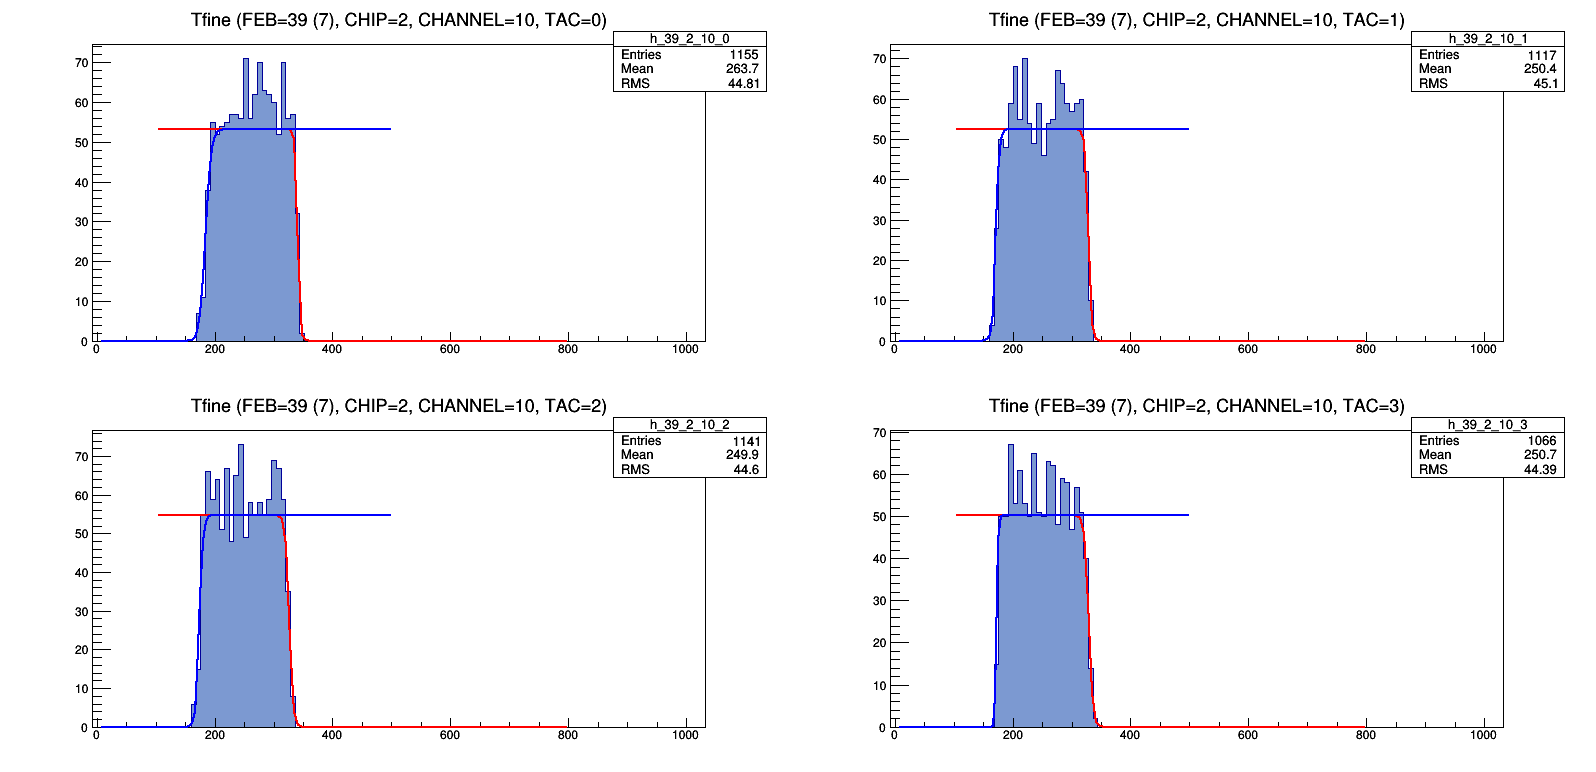 Tfine (FEB=39 (7), CHIP=2, CHANNEL=10, TAC=0)
h_39_2_10_0
Entries 1155
Mean 263.7
RMS 44.81
70
60
50
40
30
20
10
0
0 200 400 600 800 1000
Tfine (FEB=39 (7), CHIP=2, CHANNEL=10, TAC=1)
h_39_2_10_1
Entries 1117
Mean 250.4
RMS 45.1
70
60
50
40
30
20
10
0
0 200 400 600 800 1000
Tfine (FEB=39 (7), CHIP=2, CHANNEL=10, TAC=2)
h_39_2_10_2
Entries 1141
Mean 249.9
RMS 44.6
70
60
50
40
30
20
10
0
0 200 400 600 800 1000
Tfine (FEB=39 (7), CHIP=2, CHANNEL=10, TAC=3)
h_39_2_10_3
Entries 1066
Mean 250.7
RMS 44.39
70
60
50
40
30
20
10
0
0 200 400 600 800 1000